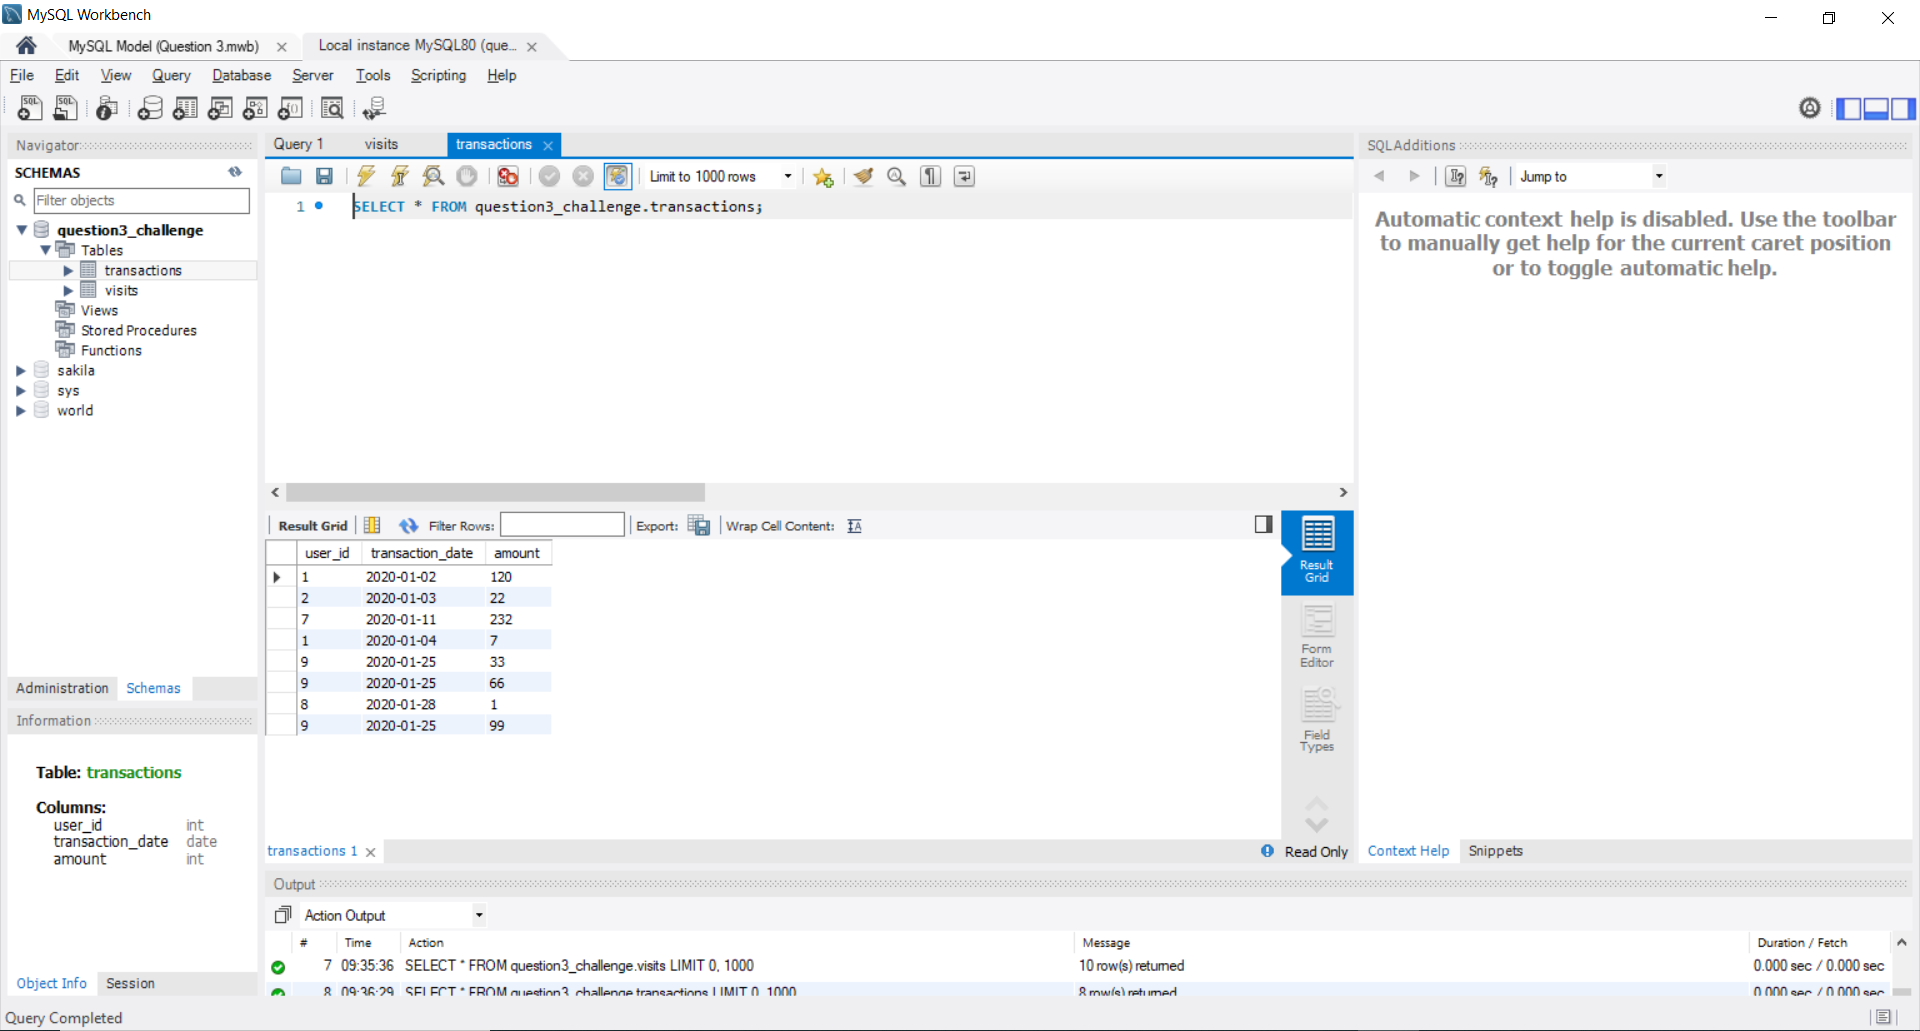 MySQL Workbench
MySQL Model (Question 3.mwb)
Local instance MySQL80 (que...
File Edit View Query Database Server Tools Scripting Help
Navigator
SCHEMAS
Filter objects
question3_challenge
Tables
transactions
visits
Views
Stored Procedures
Functions
sakila
sys
world
Administration Schemas
Information
Table: transactions
Columns:
user_id int
transaction_date date
amount int
Object Info Session
Query 1 visits transactions
Limit to 1000 rows
1 SELECT * FROM question3_challenge.transactions;
Result Grid Filter Rows: Export: Wrap Cell Content:
user_id transaction_date amount
1 2020-01-02 120
2 2020-01-03 22
7 2020-01-11 232
1 2020-01-04 7
9 2020-01-25 33
9 2020-01-25 66
8 2020-01-28 1
9 2020-01-25 99
Result
Grid
Form
Editor
Field
Types
transactions 1 Read Only
SQLAdditions
Jump to
Automatic context help is disabled. Use the toolbar
to manually get help for the current caret position
or to toggle automatic help.
Context Help Snippets
Output
Action Output
# Time Action Message Duration / Fetch
7 09:35:36 SELECT * FROM question3_challenge.visits LIMIT 0, 1000 10 row(s) returned 0.000 sec / 0.000 sec
8 09:36:29 SELECT * FROM question3_challenge.transactions LIMIT 0, 1000 8 row(s) returned 0.000 sec / 0.000 sec
Query Completed